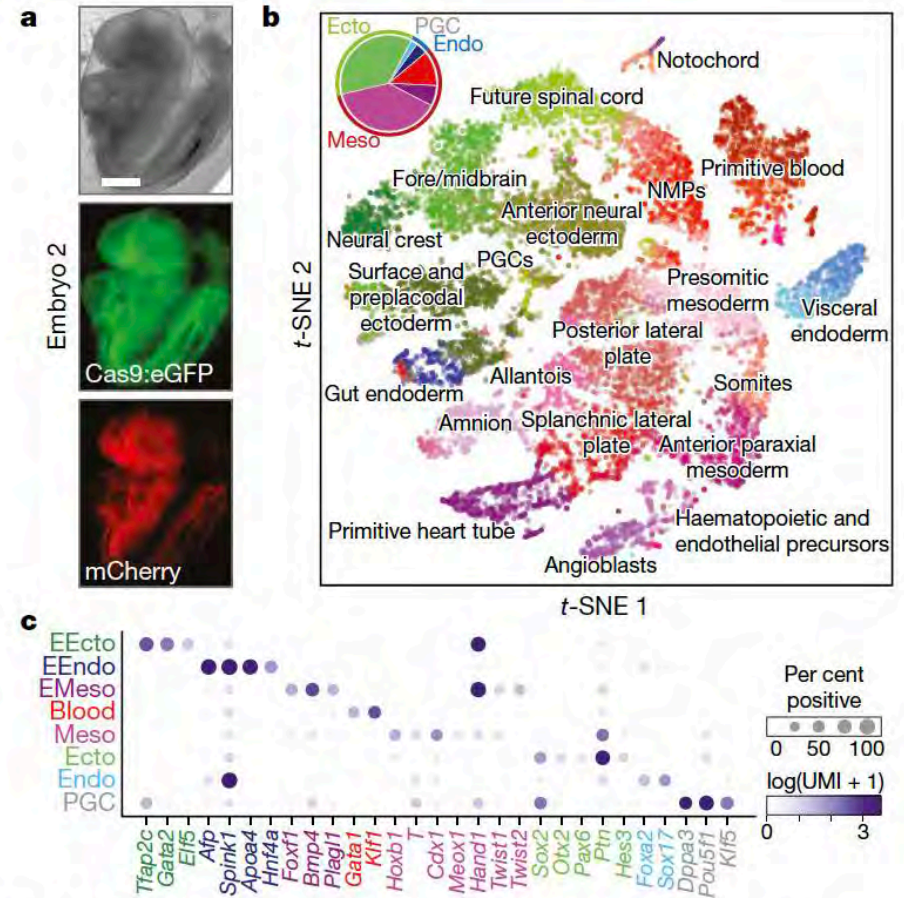 a
b
Embryo 2
Cas9:eGFP
mCherry
Ecto
PGC
Endo
Meso
Notochord
Future spinal cord
Primitive blood
Fore/midbrain
NMPs
Anterior neural
ectoderm
Neural crest
PGCs
Surface and
preplacodal
ectoderm
Presomitic
mesoderm
Visceral
endoderm
Posterior lateral
plate
Allantois
Somites
Gut endoderm
Amnion
Splanchnic lateral
plate
Anterior paraxial
mesoderm
Primitive heart tube
Haematopoietic and
endothelial precursors
Angioblasts
t-SNE 2
t-SNE 1
c
EEcto
EEndo
EMeso
Blood
Meso
Ecto
Endo
PGC
Tfap2c
Gata2
Elf5
Afp
Spink1
Apoa4
Hnf4a
Foxf1
Bmp4
Plagl1
Gata1
Klf1
Hoxb1
T
Cdx1
Meox1
Hand1
Twist1
Twist2
Sox2
Otx2
Pax6
Ptn
Hes3
Foxa2
Sox17
Dppa3
Pou5f1
Klf5
Per cent
positive
0 50 100
log(UMI + 1)
0 3